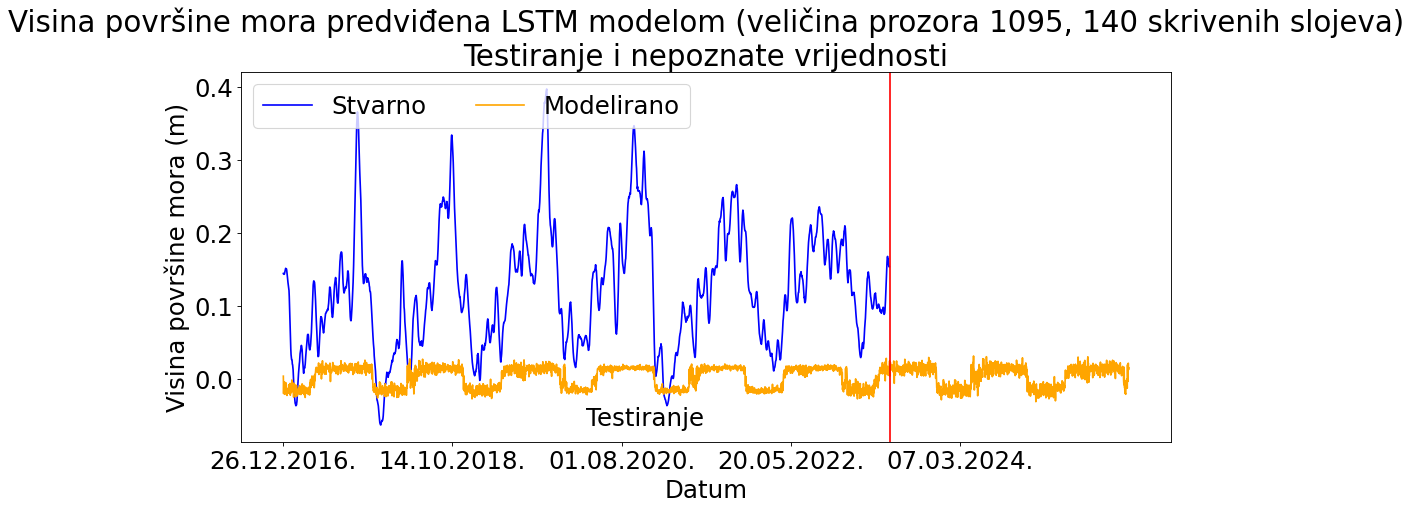 Visina površine mora predviđena LSTM modelom (veličina prozora 1095, 140 skrivenih slojeva)
Testiranje i nepoznate vrijednosti
Stvarno Modelirano
Visina površine mora (m)
0.4
0.3
0.2
0.1
0.0
Testiranje
26.12.2016. 14.10.2018. 01.08.2020. 20.05.2022. 07.03.2024.
Datum